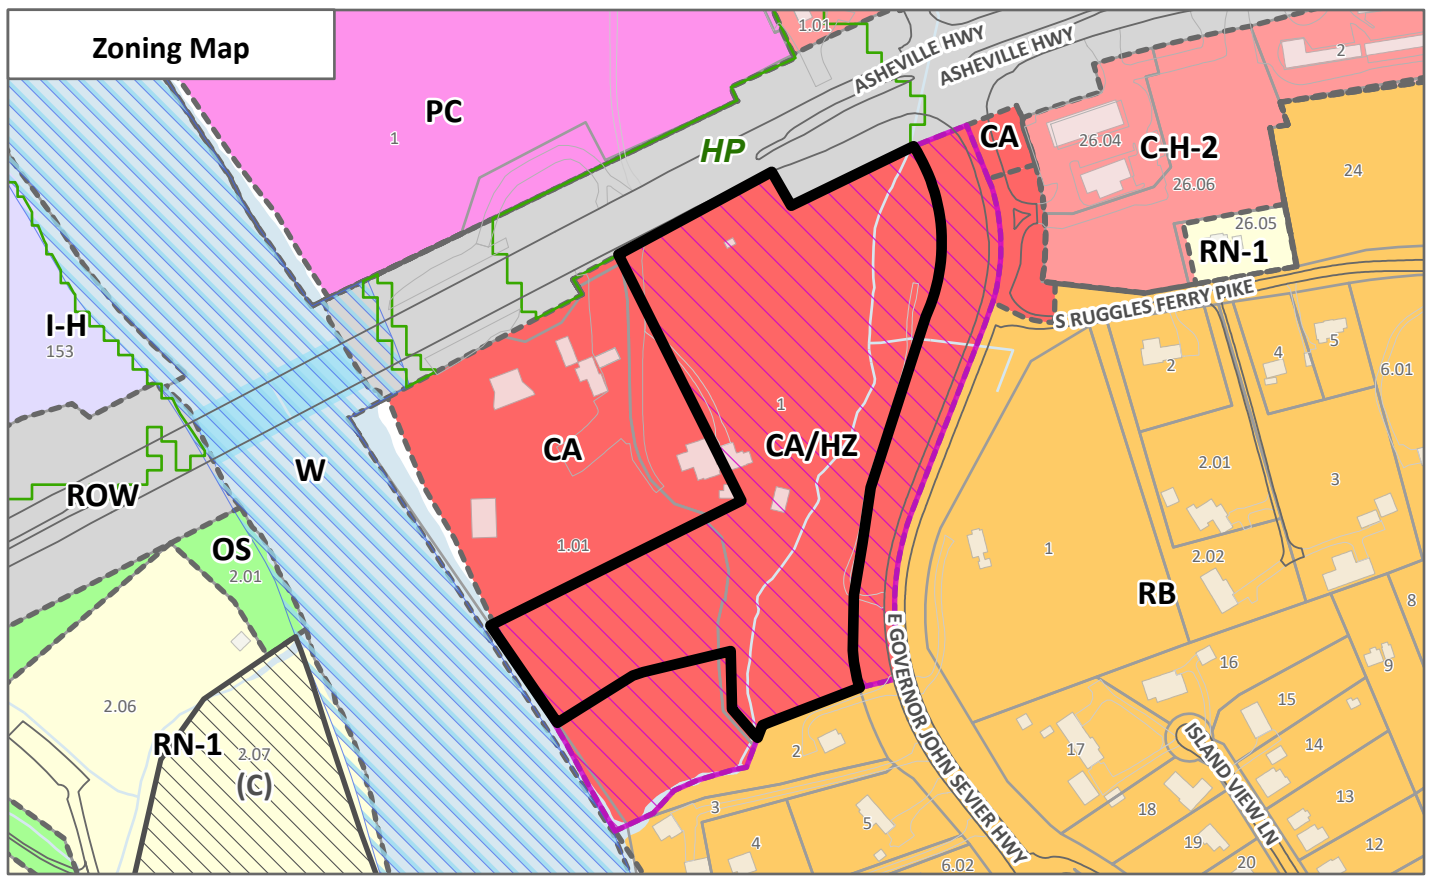 Zoning Map
1.01
ASHEVILLE HWY
ASHEVILLE HWY
2
PC
1
HP
CA
26.04
C-H-2
26.06
24
26.05
RN-1
S RUGGLES FERRY PIKE
I-H
153
5
4
2
6.01
1
CA/HZ
CA
W
ROW
2.01
3
1.01
OS
2.01
1
2.02
RB
8
E GOVERNOR JOHN SEVIER HWY
16
9
2.06
15
RN-1
2.07
(C)
2
17
ISLAND VIEW LN
14
3
18
13
5
4
19
12
6.02
20